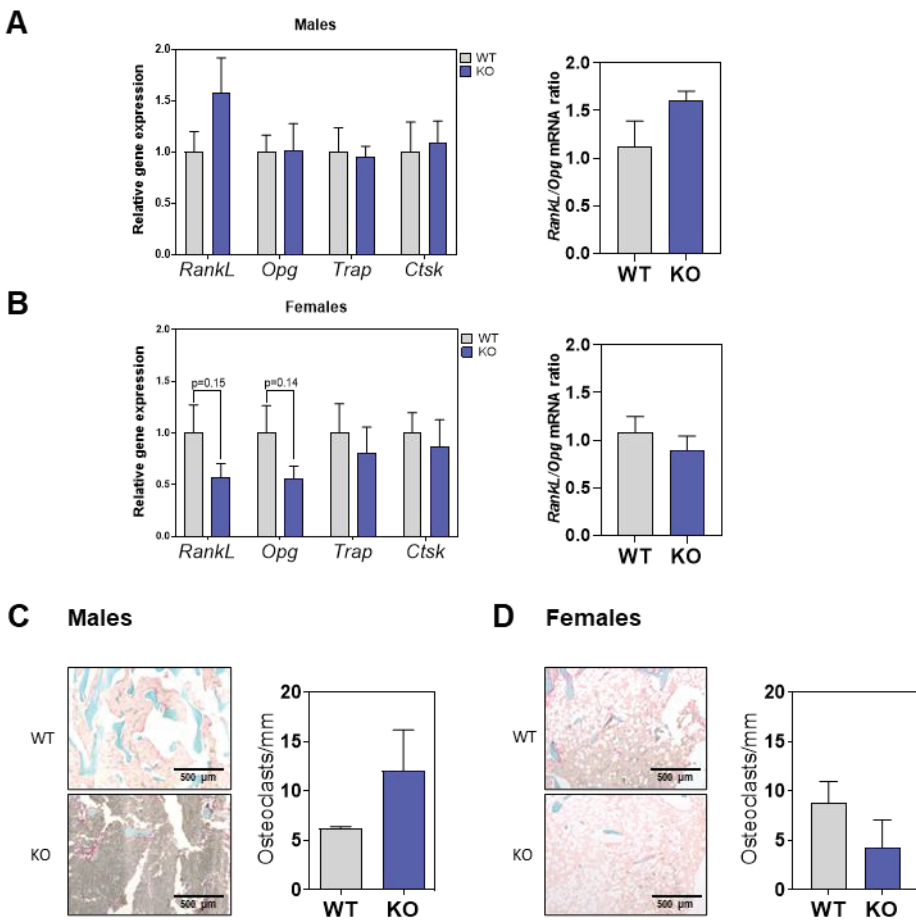 A
Males
Relative gene expression
2.0
1.5
1.0
0.5
0.0
RankL Opg Trap Ctsk
WT
KO
RankL/Opg mRNA ratio
2.0
1.5
1.0
0.5
0.0
WT KO
B
Females
Relative gene expression
2.0
1.5
1.0
0.5
0.0
p=0.15
p=0.14
RankL Opg Trap Ctsk
WT
KO
RankL/Opg mRNA ratio
2.0
1.5
1.0
0.5
0.0
WT KO
C Males
WT
500 µm
KO
500 µm
Osteoclasts/mm
20
15
10
5
0
WT KO
D Females
WT
500 µm
KO
500 µm
Osteoclasts/mm
20
15
10
5
0
WT KO